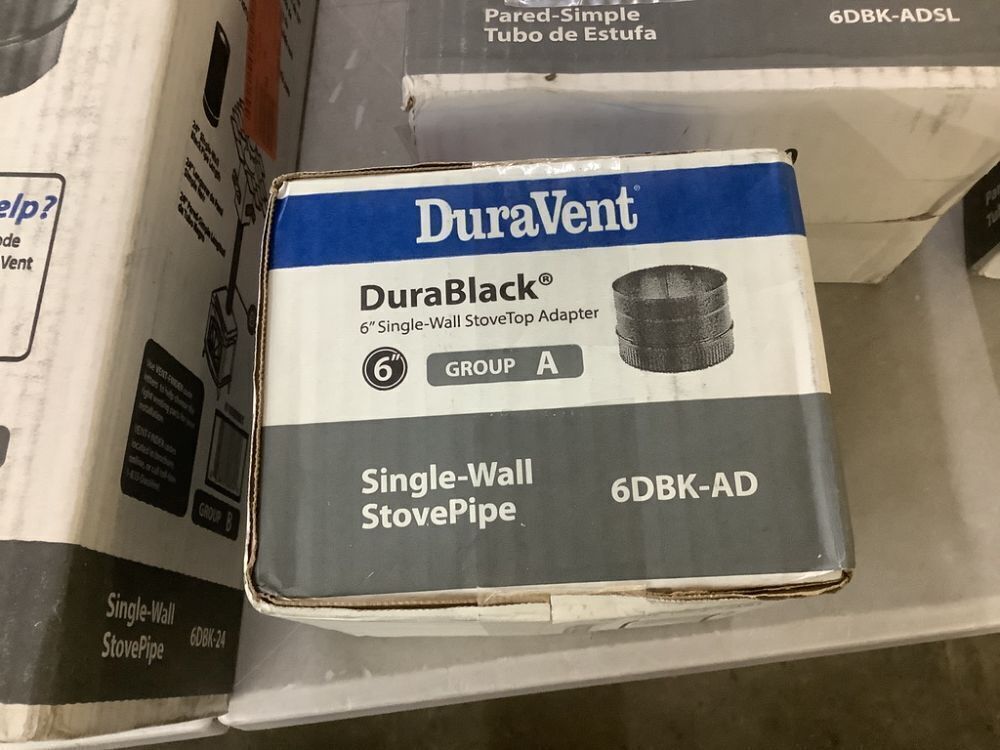 Pared-Simple
Tubo de Estufa
6DBK-ADSL
elp?
ode
Vent
DuraVent
DuraBlack®
6" Single-Wall StoveTop Adapter
6"
GROUP A
Single-Wall
StovePipe
6DBK-AD
GROUP B
Single-Wall
StovePipe
6DBK-24